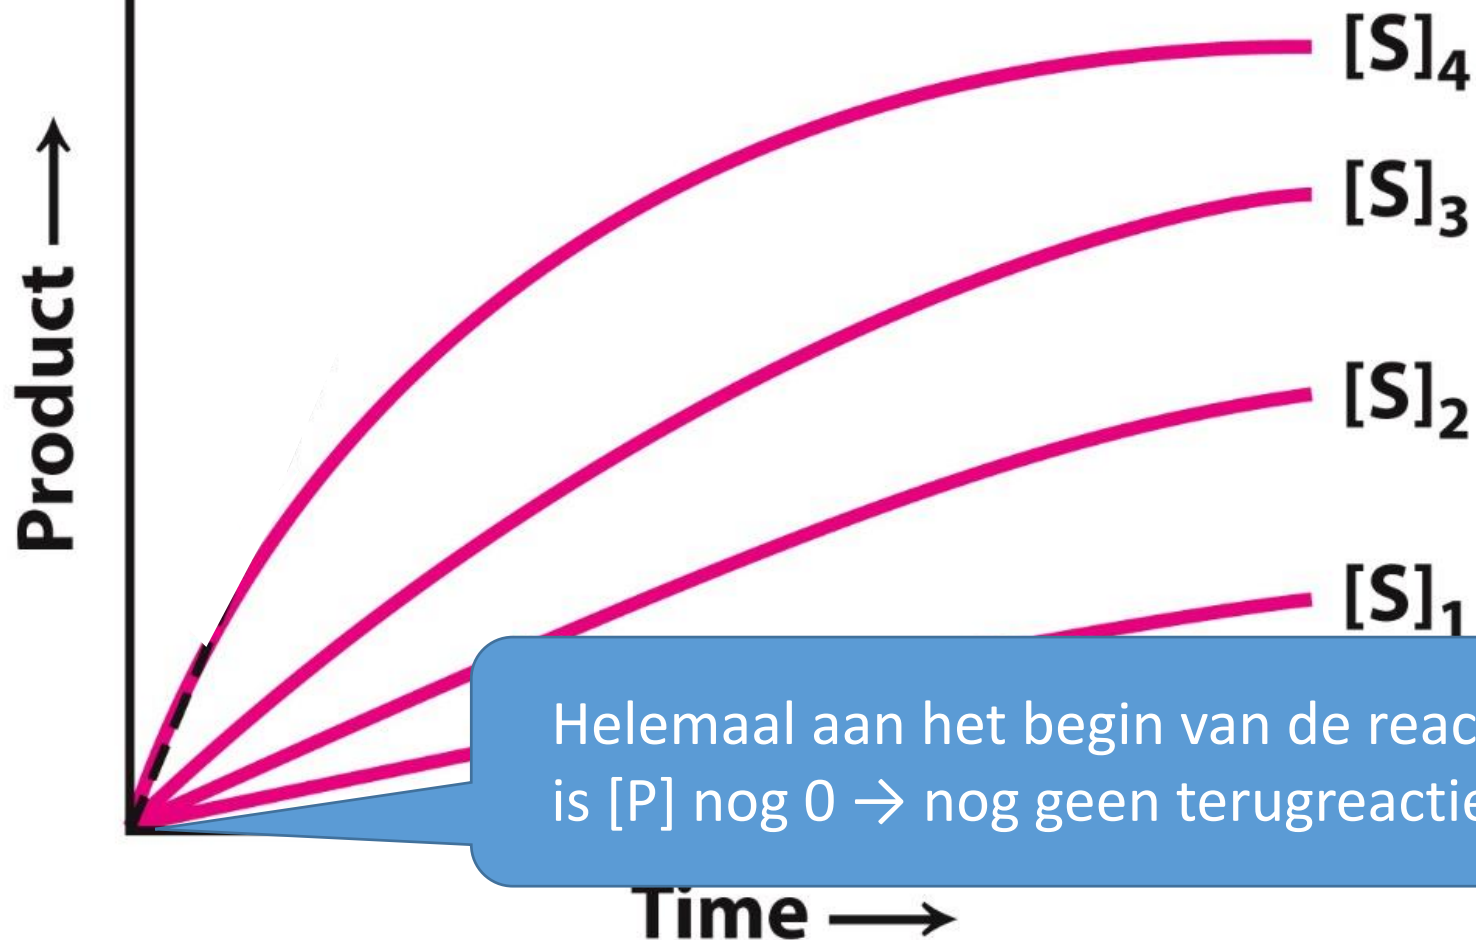 [S]4
[S]3
[S]2
[S]1
Product
Helemaal aan het begin van de reac
is [P] nog 0 → nog geen terugreactie
Time